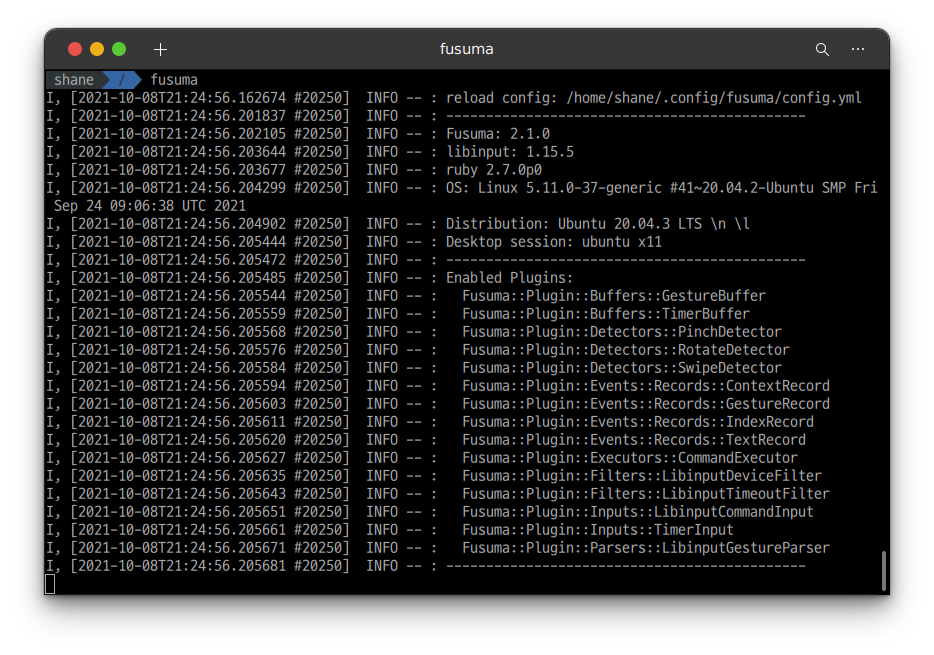 fusuma
shane / fusuma
I, [2021-10-08T21:24:56.162674 #20250]  INFO -- : reload config: /home/shane/.config/fusuma/config.yml
I, [2021-10-08T21:24:56.201837 #20250]  INFO -- : ---------------------------------------------
I, [2021-10-08T21:24:56.202105 #20250]  INFO -- : Fusuma: 2.1.0
I, [2021-10-08T21:24:56.203644 #20250]  INFO -- : libinput: 1.15.5
I, [2021-10-08T21:24:56.203677 #20250]  INFO -- : ruby 2.7.0p0
I, [2021-10-08T21:24:56.204299 #20250]  INFO -- : OS: Linux 5.11.0-37-generic #41~20.04.2-Ubuntu SMP Fri
 Sep 24 09:06:38 UTC 2021
I, [2021-10-08T21:24:56.204902 #20250]  INFO -- : Distribution: Ubuntu 20.04.3 LTS \n \l
I, [2021-10-08T21:24:56.205444 #20250]  INFO -- : Desktop session: ubuntu x11
I, [2021-10-08T21:24:56.205472 #20250]  INFO -- : ---------------------------------------------
I, [2021-10-08T21:24:56.205485 #20250]  INFO -- : Enabled Plugins:
I, [2021-10-08T21:24:56.205544 #20250]  INFO -- :   Fusuma::Plugin::Buffers::GestureBuffer
I, [2021-10-08T21:24:56.205559 #20250]  INFO -- :   Fusuma::Plugin::Buffers::TimerBuffer
I, [2021-10-08T21:24:56.205568 #20250]  INFO -- :   Fusuma::Plugin::Detectors::PinchDetector
I, [2021-10-08T21:24:56.205576 #20250]  INFO -- :   Fusuma::Plugin::Detectors::RotateDetector
I, [2021-10-08T21:24:56.205584 #20250]  INFO -- :   Fusuma::Plugin::Detectors::SwipeDetector
I, [2021-10-08T21:24:56.205594 #20250]  INFO -- :   Fusuma::Plugin::Events::Records::ContextRecord
I, [2021-10-08T21:24:56.205603 #20250]  INFO -- :   Fusuma::Plugin::Events::Records::GestureRecord
I, [2021-10-08T21:24:56.205611 #20250]  INFO -- :   Fusuma::Plugin::Events::Records::IndexRecord
I, [2021-10-08T21:24:56.205620 #20250]  INFO -- :   Fusuma::Plugin::Events::Records::TextRecord
I, [2021-10-08T21:24:56.205627 #20250]  INFO -- :   Fusuma::Plugin::Executors::CommandExecutor
I, [2021-10-08T21:24:56.205635 #20250]  INFO -- :   Fusuma::Plugin::Filters::LibinputDeviceFilter
I, [2021-10-08T21:24:56.205643 #20250]  INFO -- :   Fusuma::Plugin::Filters::LibinputTimeoutFilter
I, [2021-10-08T21:24:56.205651 #20250]  INFO -- :   Fusuma::Plugin::Inputs::LibinputCommandInput
I, [2021-10-08T21:24:56.205661 #20250]  INFO -- :   Fusuma::Plugin::Inputs::TimerInput
I, [2021-10-08T21:24:56.205671 #20250]  INFO -- :   Fusuma::Plugin::Parsers::LibinputGestureParser
I, [2021-10-08T21:24:56.205681 #20250]  INFO -- : ---------------------------------------------